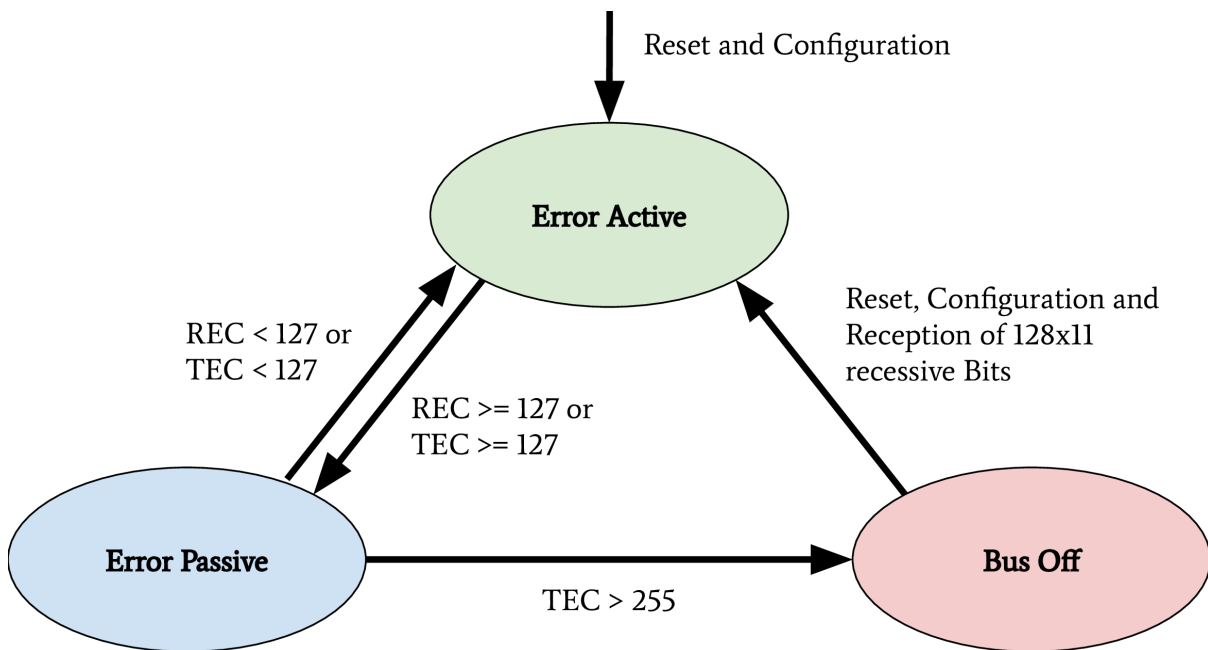 Reset and Configuration
Error Active
Reset, Configuration and
Reception of 128x11
recessive Bits
REC < 127 or
TEC < 127
REC >= 127 or
TEC >= 127
Error Passive
Bus Off
TEC > 255